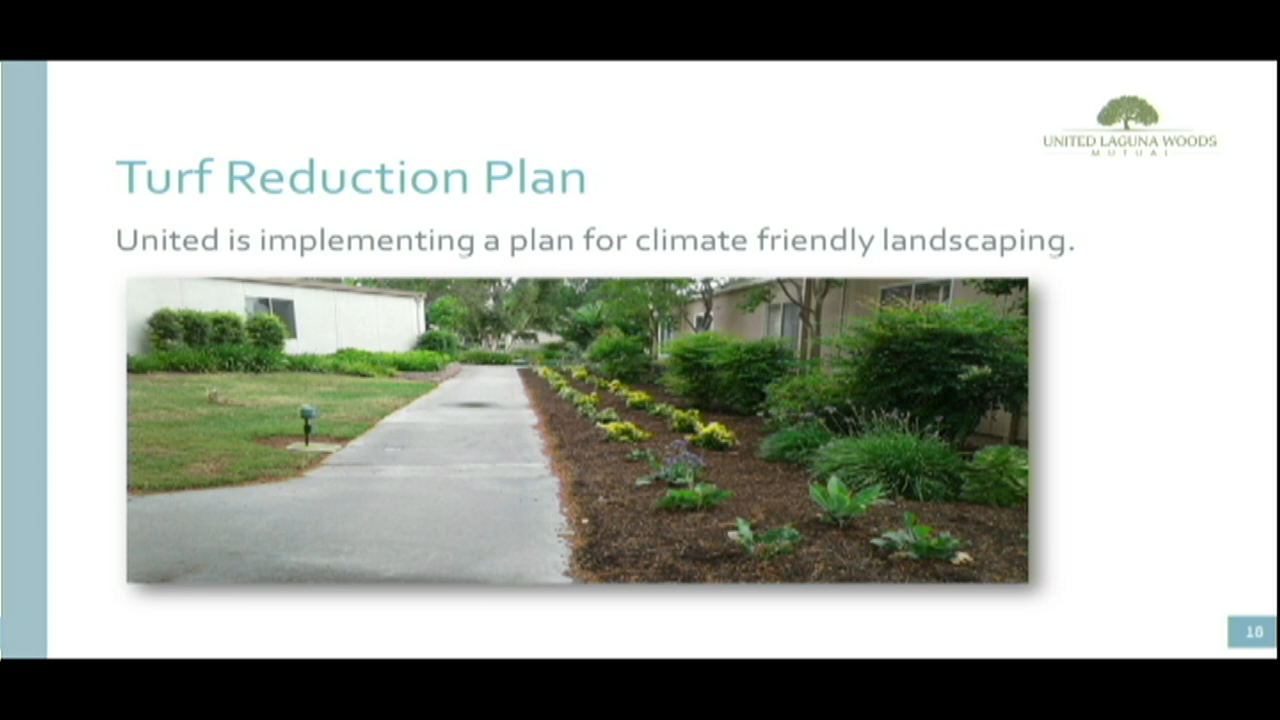 UNITED LAGUNA WOODS
MUTUAL
Turf Reduction Plan
United is implementing a plan for climate friendly landscaping.
10